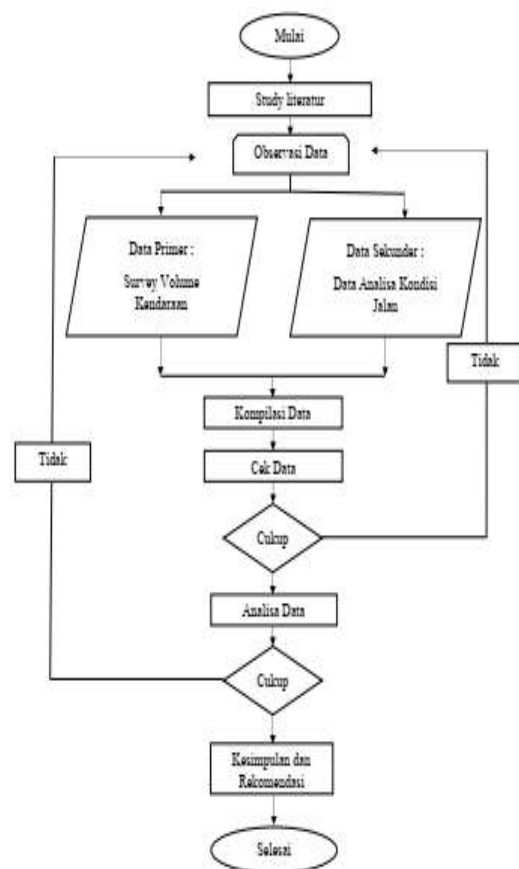 Mulai
Study literatur
Observasi Data
Data Primer :
Survey Volume
Kendaraan
Data Sekunder :
Data Analisa Kondisi
Jalan
Tidak
Kompilasi Data
Tidak
Cek Data
Cukup
Analisa Data
Cukup
Kesimpulan dan
Rekomendasi
Selesai